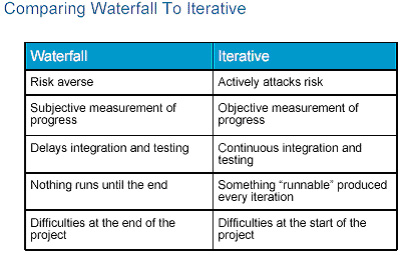 Comparing Waterfall To Iterative
Waterfall
Iterative
Risk averse
Actively attacks risk
Subjective measurement of
progress
Objective measurement of
progress
Delays integration and testing
Continuous integration and
testing
Nothing runs until the end
Something “runnable” produced
every iteration
Difficulties at the end of the
project
Difficulties at the start of the
project